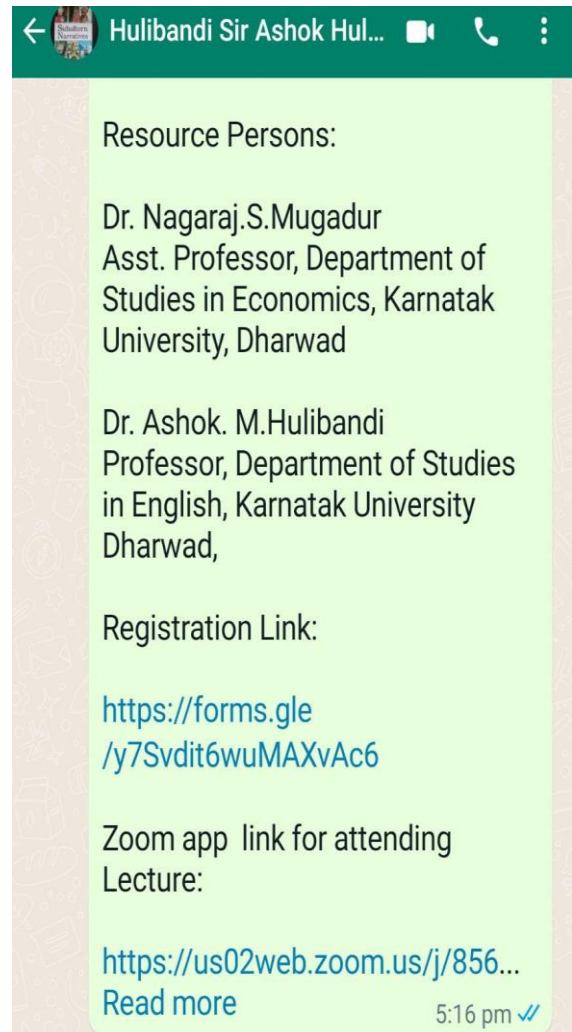 Subaltern
Narratives
Hulibandi Sir Ashok Hul...
Resource Persons:
Dr. Nagaraj.S.Mugadur
Asst. Professor, Department of
Studies in Economics, Karnatak
University, Dharwad
Dr. Ashok. M.Hulibandi
Professor, Department of Studies
in English, Karnatak University
Dharwad,
Registration Link:
https://forms.gle
/y7Svdit6wuMAXvAc6
Zoom app  link for attending
Lecture:
https://us02web.zoom.us/j/856...
Read more
5:16 pm